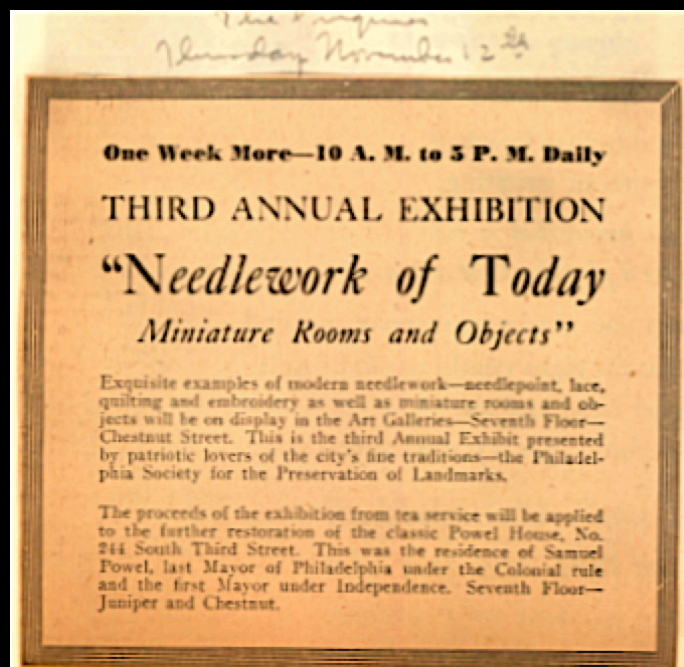 The Inquirer
Thursday November 12th
One Week More—10 A. M. to 5 P. M. Daily
THIRD ANNUAL EXHIBITION
“Needlework of Today
Miniature Rooms and Objects”
Exquisite examples of modern needlework—needlepoint, lace,
quilting and embroidery as well as miniature rooms and ob-
jects will be on display in the Art Galleries—Seventh Floor—
Chestnut Street. This is the third Annual Exhibit presented
by patriotic lovers of the city's fine traditions—the Philadel-
phia Society for the Preservation of Landmarks.
The proceeds of the exhibition from tea service will be applied
to the further restoration of the classic Powel House, No.
244 South Third Street. This was the residence of Samuel
Powel, last Mayor of Philadelphia under the Colonial rule
and the first Mayor under Independence. Seventh Floor—
Juniper and Chestnut.